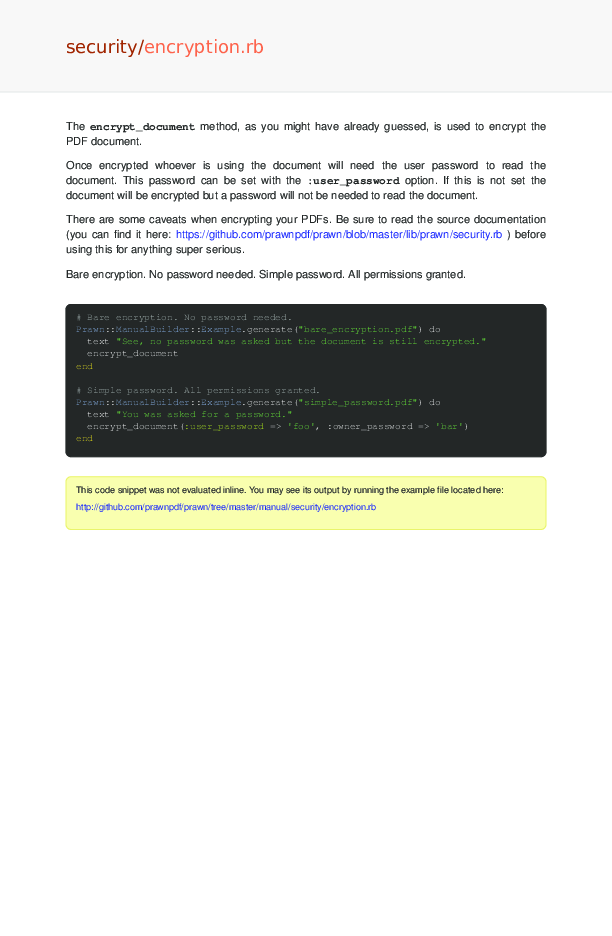 security/encryption.rb
The encrypt_document method, as you might have already guessed, is used to encrypt the
PDF document.
Once encrypted whoever is using the document will need the user password to read the
document. This password can be set with the :user_password option. If this is not set the
document will be encrypted but a password will not be needed to read the document.
There are some caveats when encrypting your PDFs. Be sure to read the source documentation
(you can find it here: https://github.com/prawnpdf/prawn/blob/master/lib/prawn/security.rb ) before
using this for anything super serious.
Bare encryption. No password needed. Simple password. All permissions granted.
# Bare encryption. No password needed.
Prawn::ManualBuilder::Example.generate("bare_encryption.pdf") do
  text "See, no password was asked but the document is still encrypted."
  encrypt_document
end
# Simple password. All permissions granted.
Prawn::ManualBuilder::Example.generate("simple_password.pdf") do
  text "You was asked for a password."
  encrypt_document(:user_password => 'foo', :owner_password => 'bar')
end
This code snippet was not evaluated inline. You may see its output by running the example file located here:
http://github.com/prawnpdf/prawn/tree/master/manual/security/encryption.rb